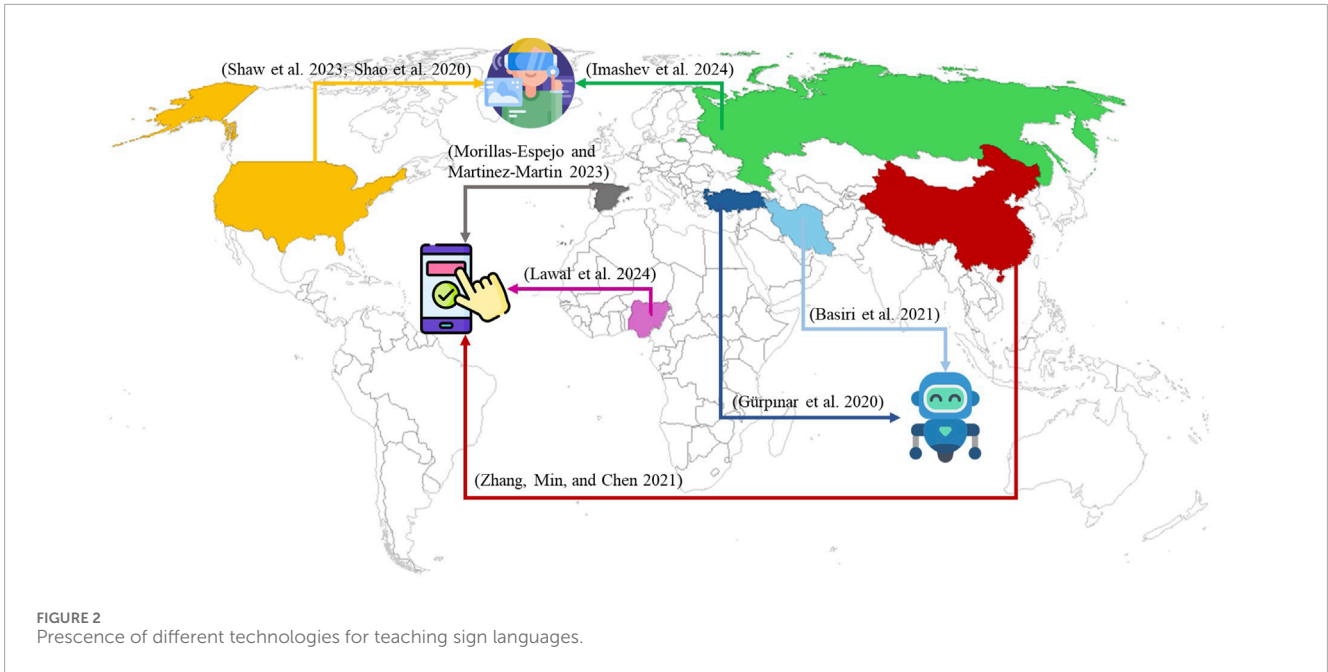 (Shaw et al. 2023; Shao et al. 2020)
(Imashev et al. 2024)
(Morillas-Espejo and
Martinez-Martin 2023)
(Lawal et al. 2024)
(Basiri et al. 2021)
(Gürpınar et al. 2020)
(Zhang, Min, and Chen 2021)
FIGURE 2
Prescence of different technologies for teaching sign languages.